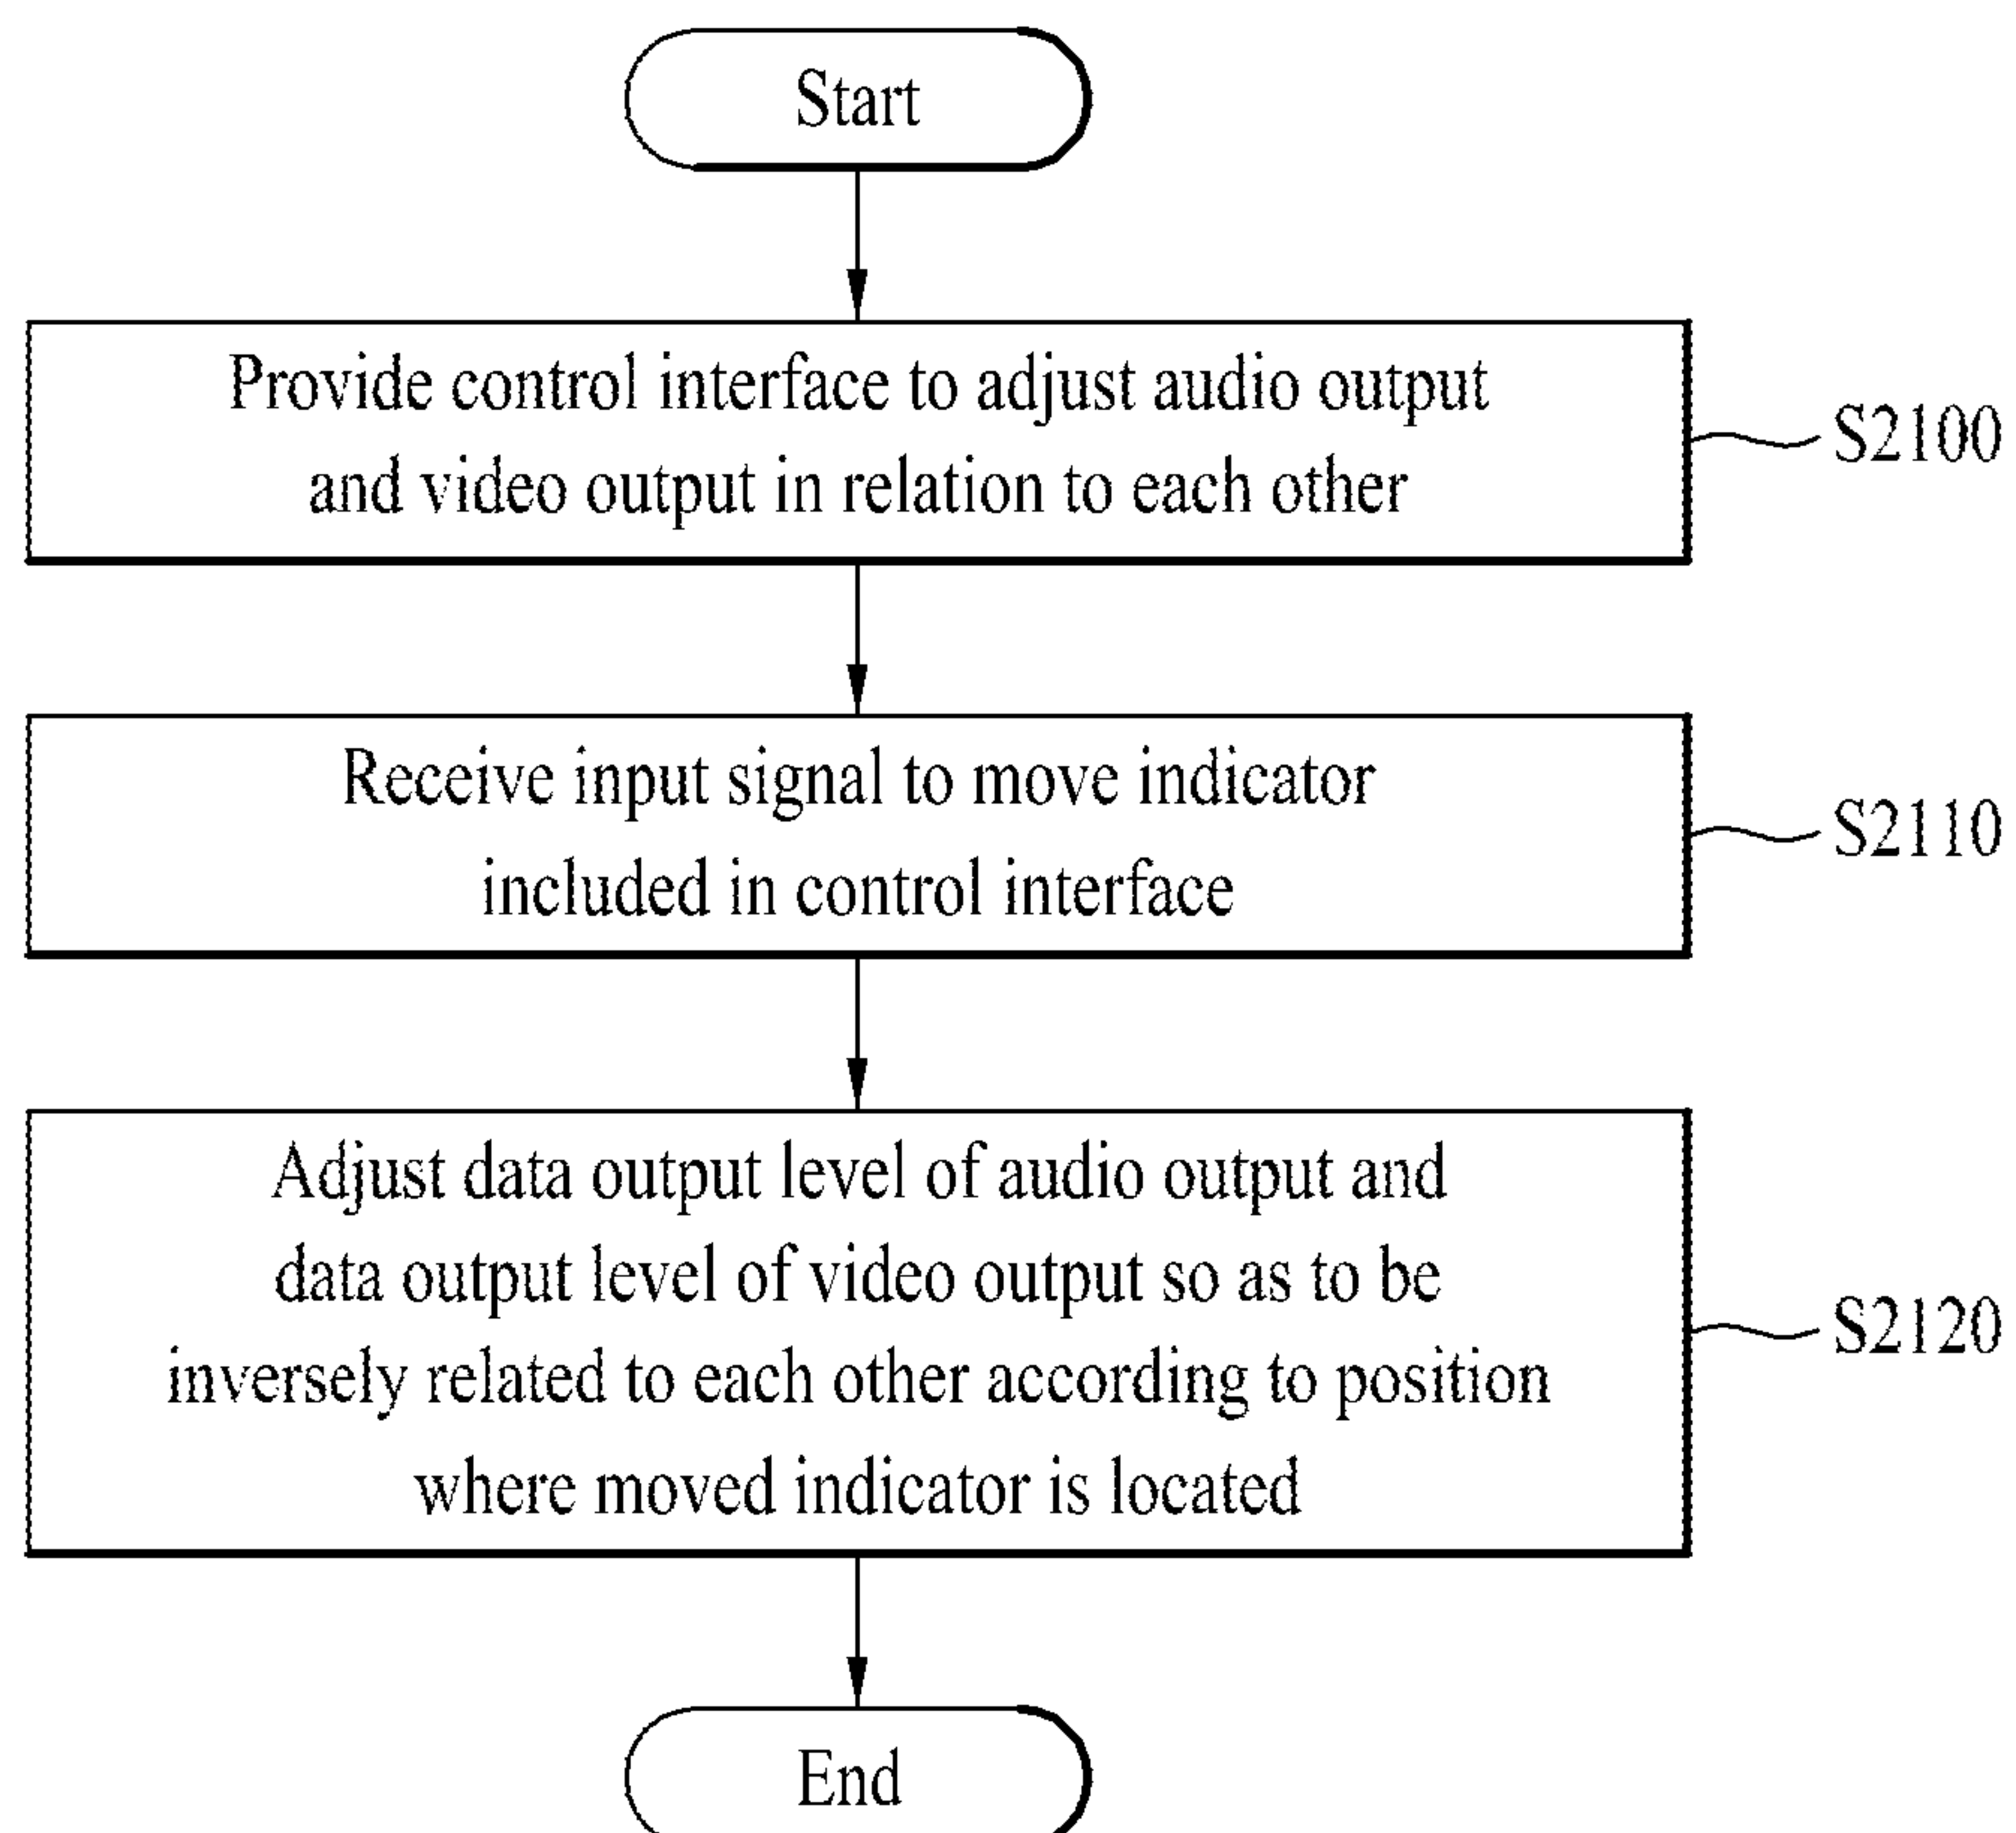 Start
Provide control interface to adjust audio output
and video output in relation to each other
S2100
Receive input signal to move indicator
included in control interface
S2110
Adjust data output level of audio output and
data output level of video output so as to be
inversely related to each other according to position
where moved indicator is located
S2120
End